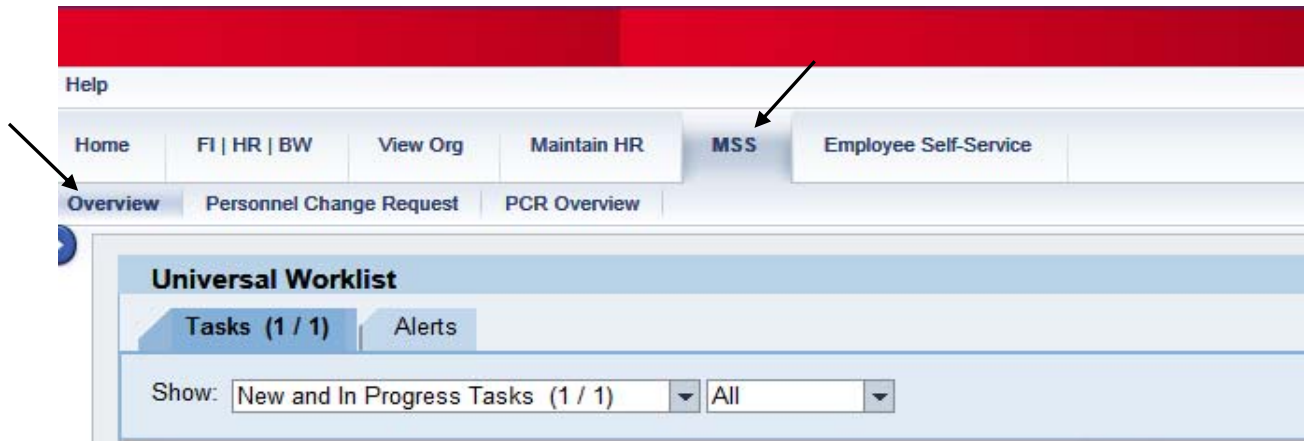 Help
Home FI | HR | BW View Org Maintain HR MSS Employee Self-Service
Overview Personnel Change Request PCR Overview
Universal Worklist
Tasks (1 / 1) Alerts
Show: New and In Progress Tasks (1 / 1) All